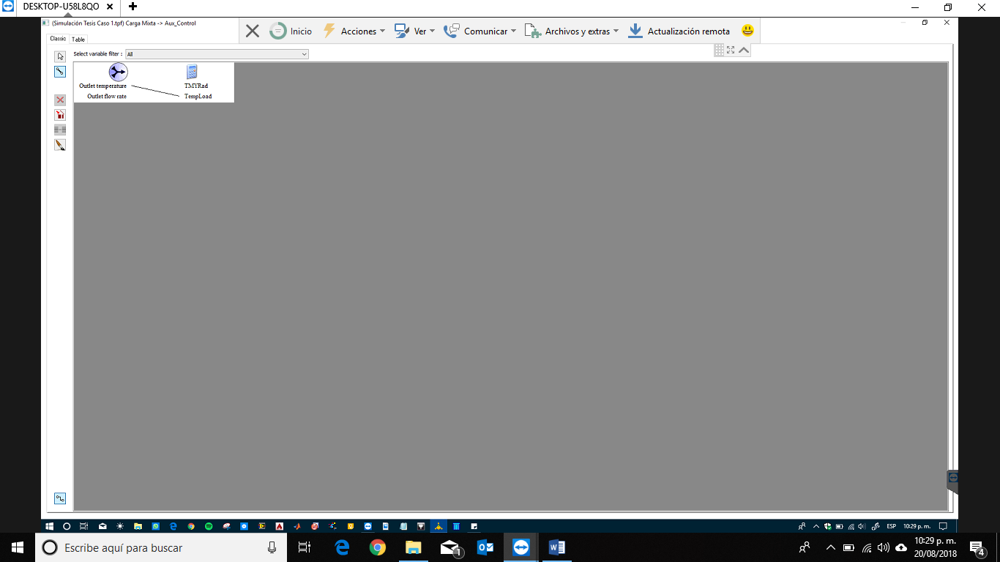 DESKTOP-U58L8QO
(Simulación Tesis Caso 1.tpf) Carga Mixta -> Aux_Control
Inicio
Acciones
Ver
Comunicar
Archivos y extras
Actualización remota
Classic
Table
Select variable filter :
All
Outlet temperature
TMYRad
Outlet flow rate
TempLoad
ESP
10:29 p. m.
Escribe aquí para buscar
1
10:29 p. m.
20/08/2018
4